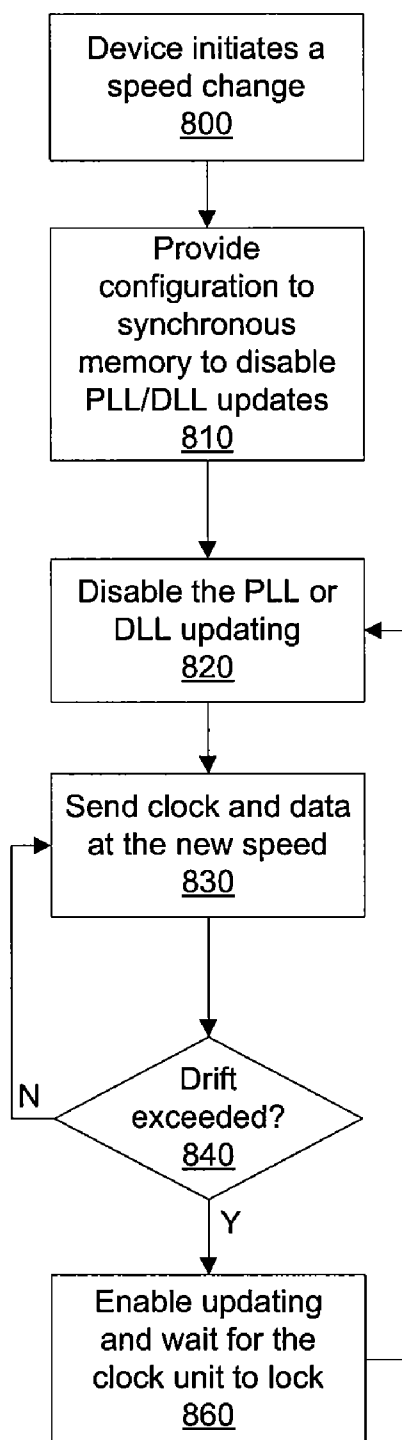 Device initiates a
speed change
800
Provide
configuration to
synchronous
memory to disable
PLL/DLL updates
810
Disable the PLL or
DLL updating
820
Send clock and data
at the new speed
830
Drift
exceeded?
840
N
Y
Enable updating
and wait for the
clock unit to lock
860